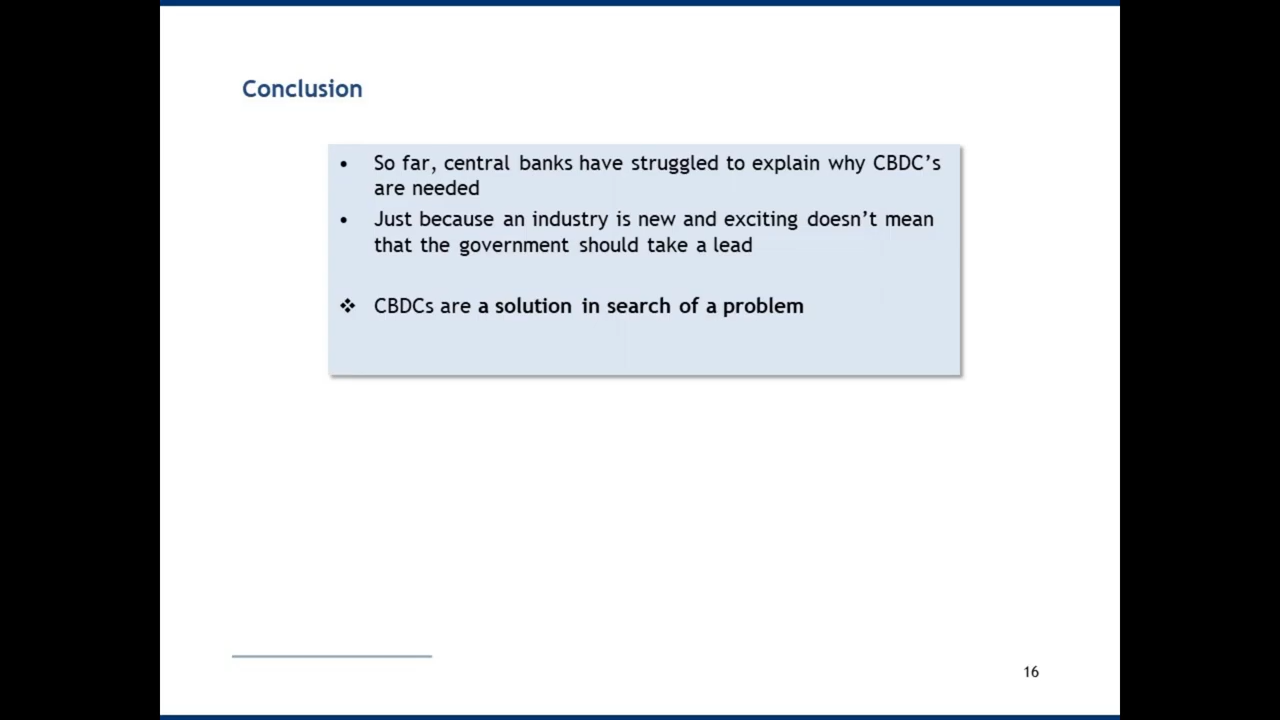 Conclusion
• So far, central banks have struggled to explain why CBDC’s
are needed
• Just because an industry is new and exciting doesn’t mean
that the government should take a lead
❖ CBDCs are a solution in search of a problem
16